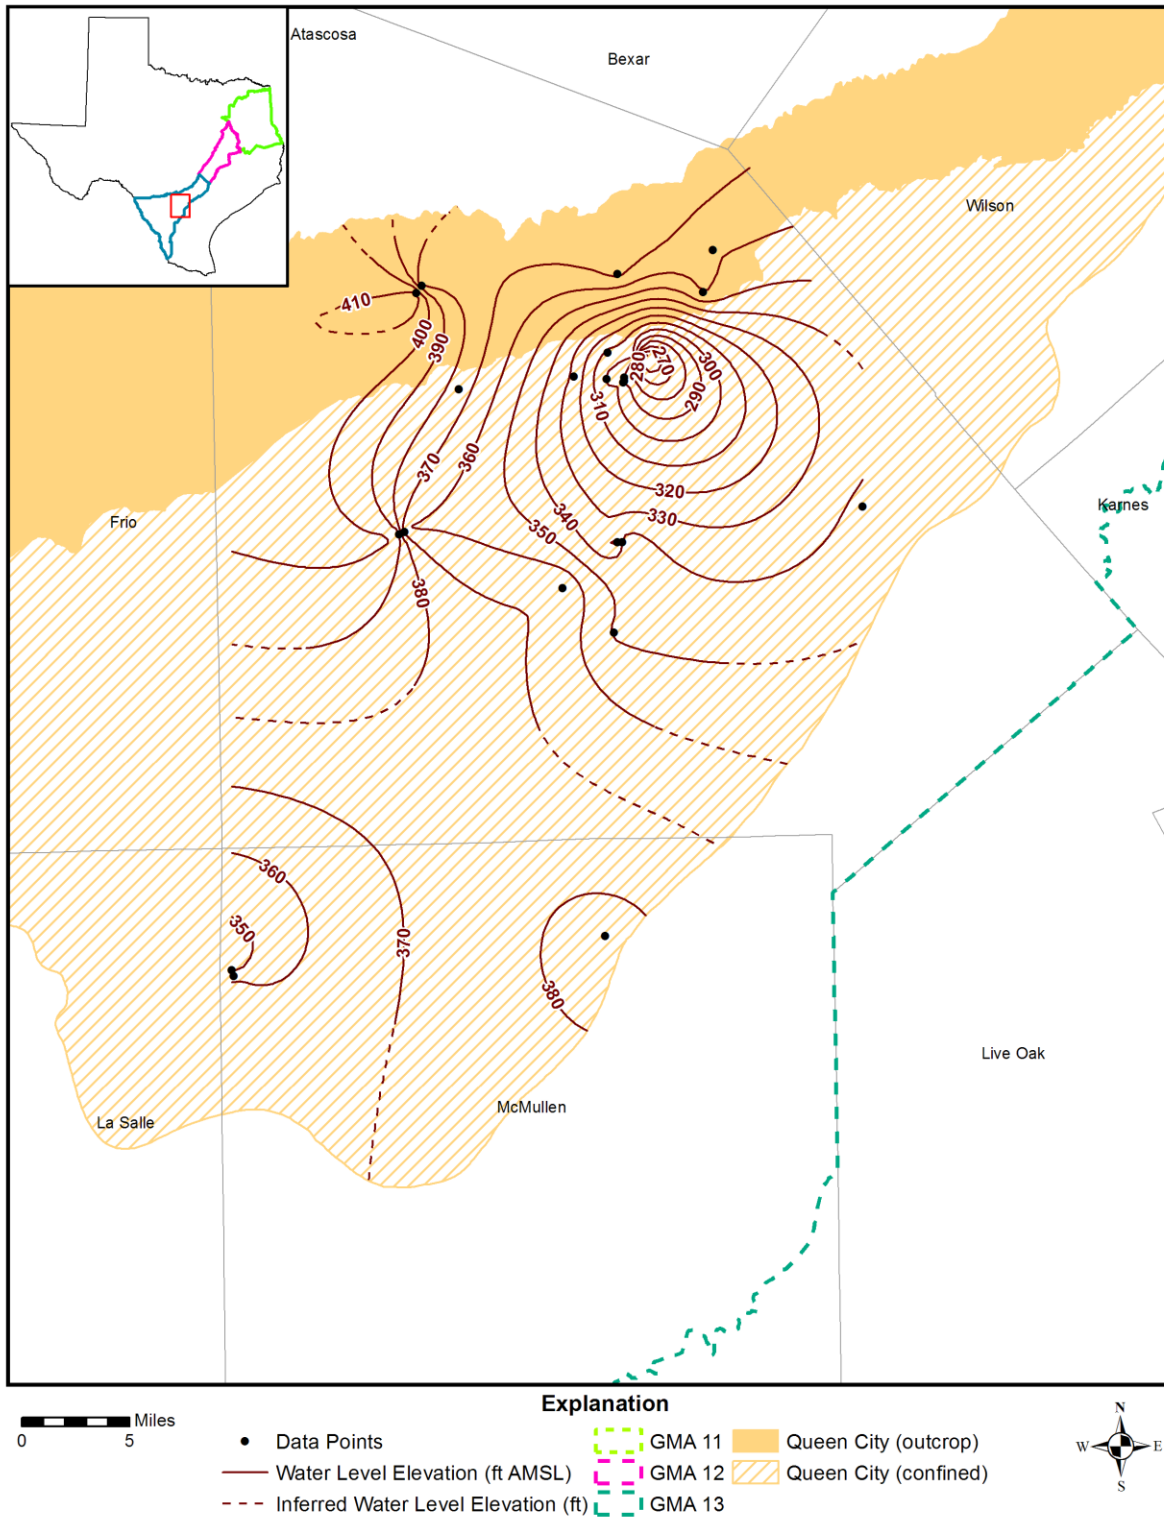 Atascosa
Bexar
Wilson
410
400
390
280
270
300
290
310
370
360
320
330
340
350
Karnes
Frio
380
360
350
370
380
Live Oak
McMullen
La Salle
Explanation
Miles
0 5
Data Points
Water Level Elevation (ft AMSL)
Inferred Water Level Elevation (ft)
GMA 11
GMA 12
GMA 13
Queen City (outcrop)
Queen City (confined)
N
W E
S